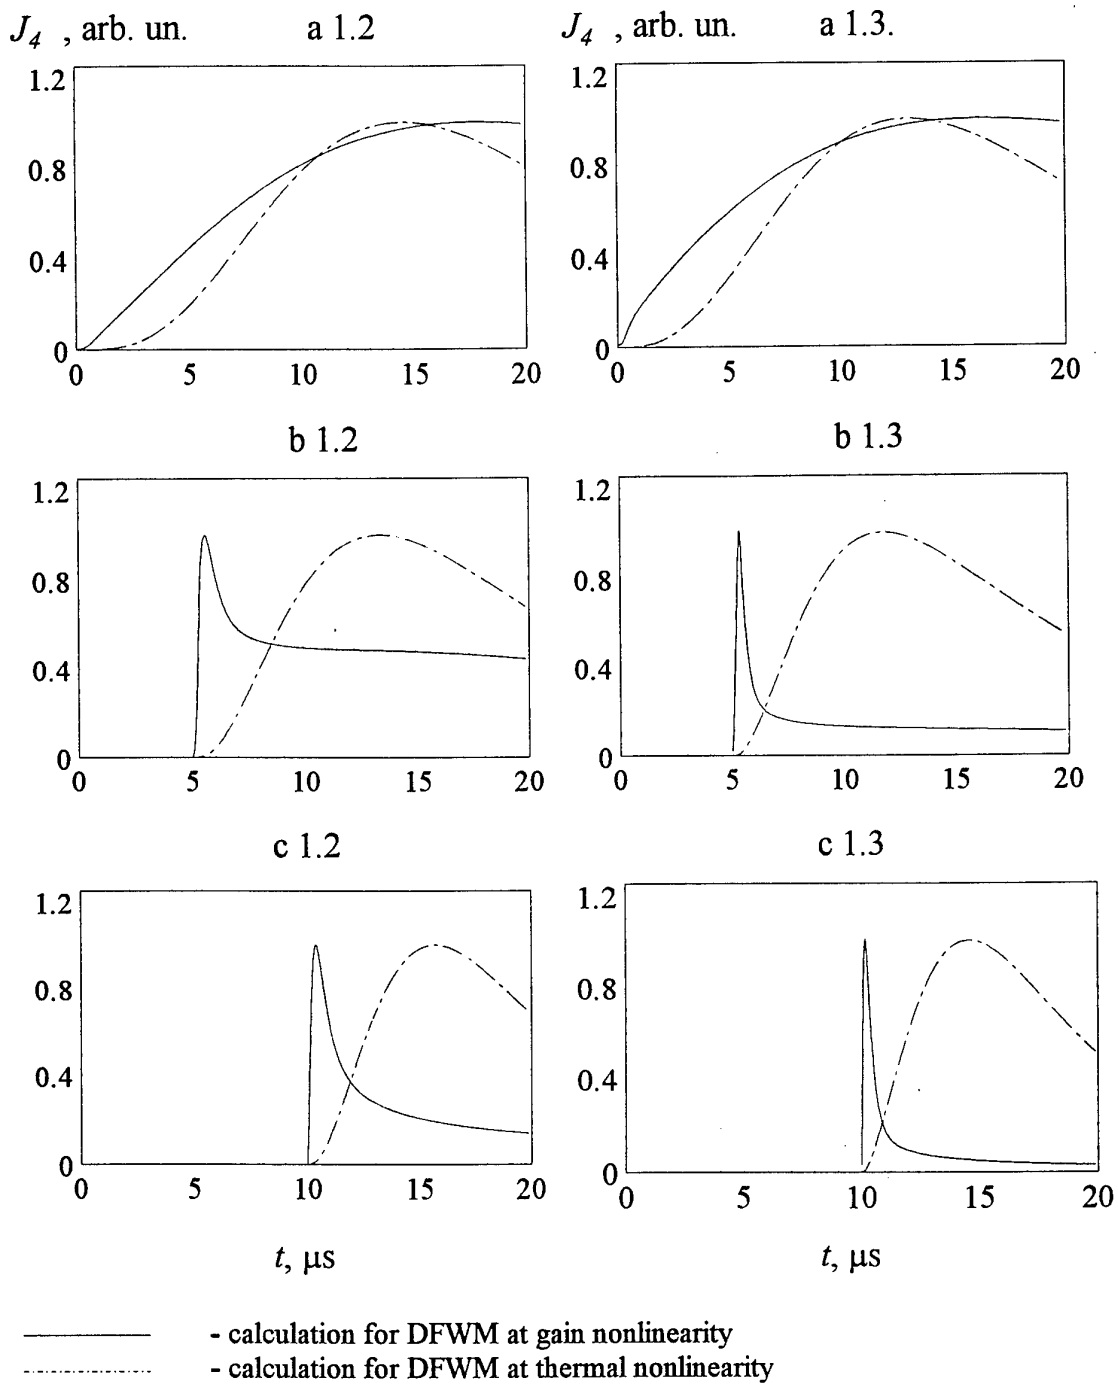 J4 , arb. un. a 1.2
J4 , arb. un. a 1.3.
1.2
0.8
0.4
0
0 5 10 15 20
1.2
0.8
0.4
0
0 5 10 15 20
b 1.2
b 1.3
1.2
0.8
0.4
0
0 5 10 15 20
1.2
0.8
0.4
0
0 5 10 15 20
c 1.2
c 1.3
1.2
0.8
0.4
0
0 5 10 15 20
1.2
0.8
0.4
0
0 5 10 15 20
t, μs
t, μs
- calculation for DFWM at gain nonlinearity
- calculation for DFWM at thermal nonlinearity